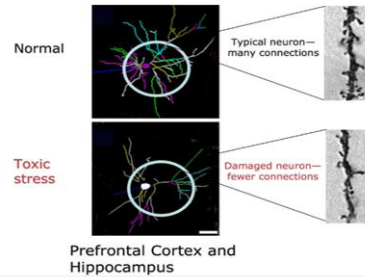 Normal
Typical neuron—
many connections
Toxic
stress
Damaged neuron—
fewer connections
Prefrontal Cortex and
Hippocampus